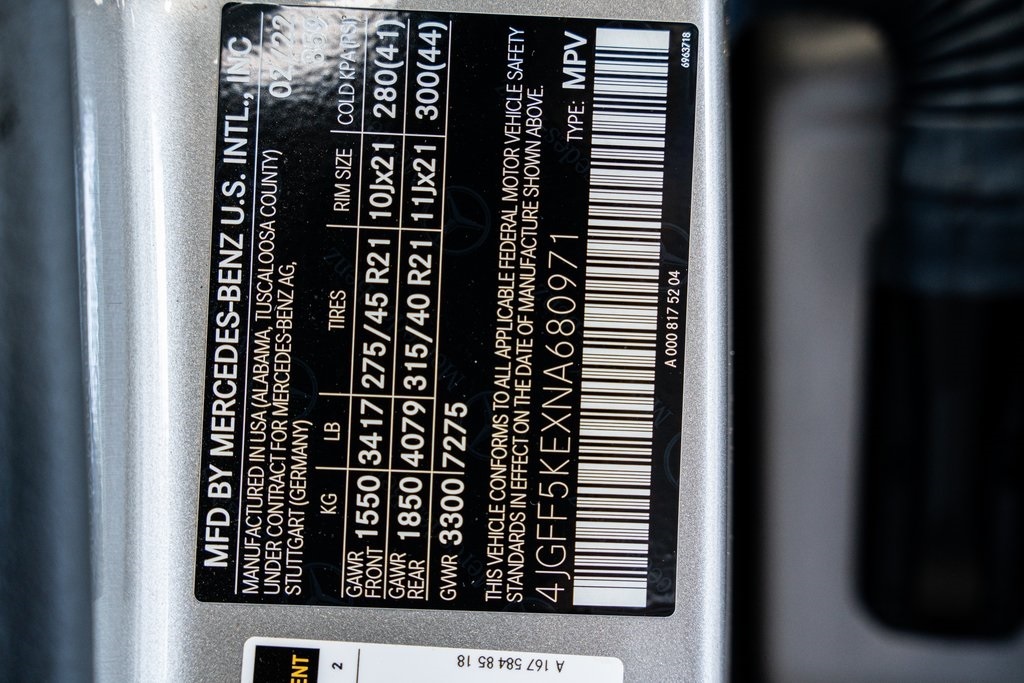 MFD BY MERCEDES-BENZ U.S. INTL., INC
MANUFACTURED IN USA (ALABAMA, TUSCALOOSA COUNTY)
UNDER CONTRACT FOR MERCEDES-BENZ AG,
STUTTGART (GERMANY)
02/22
KG LB TIRES RIM SIZE COLD KPA(PSI)
GAWR FRONT 1550 3417 275/45 R21 10Jx21 280(41)
GAWR REAR 1850 4079 315/40 R21 11Jx21 300(44)
GVWR 3300 7275
THIS VEHICLE CONFORMS TO ALL APPLICABLE FEDERAL MOTOR VEHICLE SAFETY
STANDARDS IN EFFECT ON THE DATE OF MANUFACTURE SHOWN ABOVE.
4JGFF5KEXNA680971 TYPE: MPV
A 000 817 52 04
6963718
ENT
2
A 167 584 85 18